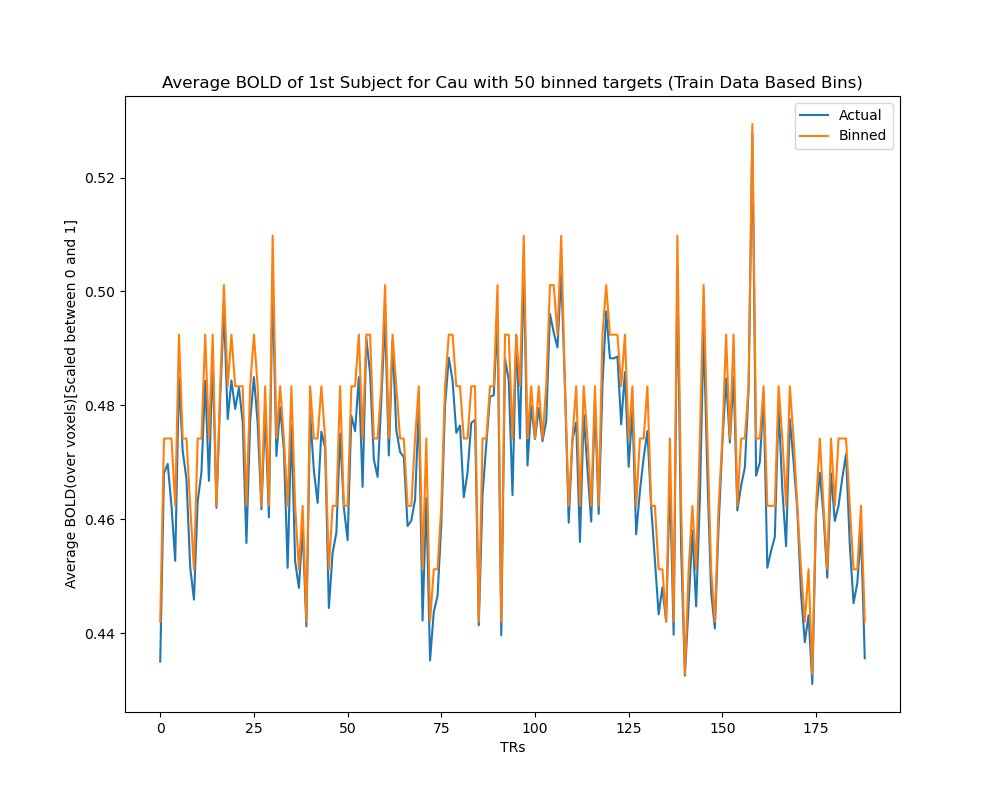 Average BOLD of 1st Subject for Cau with 50 binned targets (Train Data Based Bins)
Actual
Binned
0.52
0.50
0.48
0.46
0.44
Average BOLD(over voxels)[Scaled between 0 and 1]
0 25 50 75 100 125 150 175
TRs